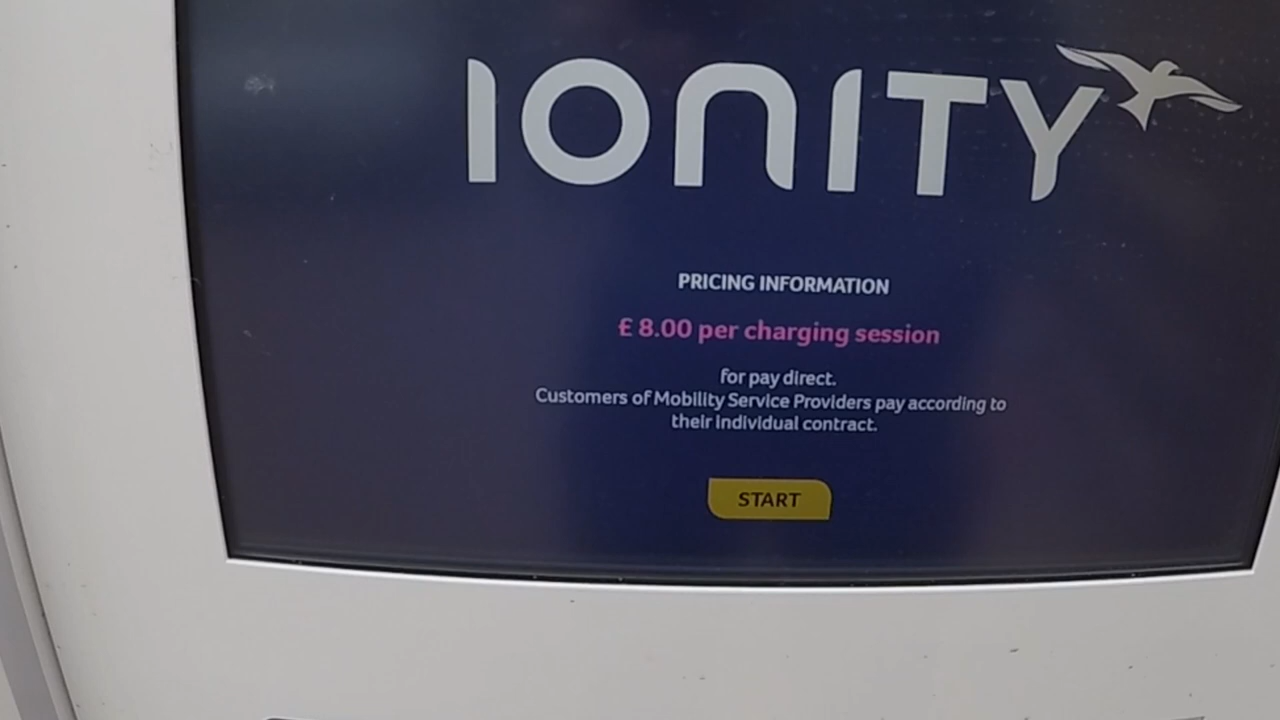 IONITY
PRICING INFORMATION
£ 8.00 per charging session
for pay direct.
Customers of Mobility Service Providers pay according to
their individual contract.
START